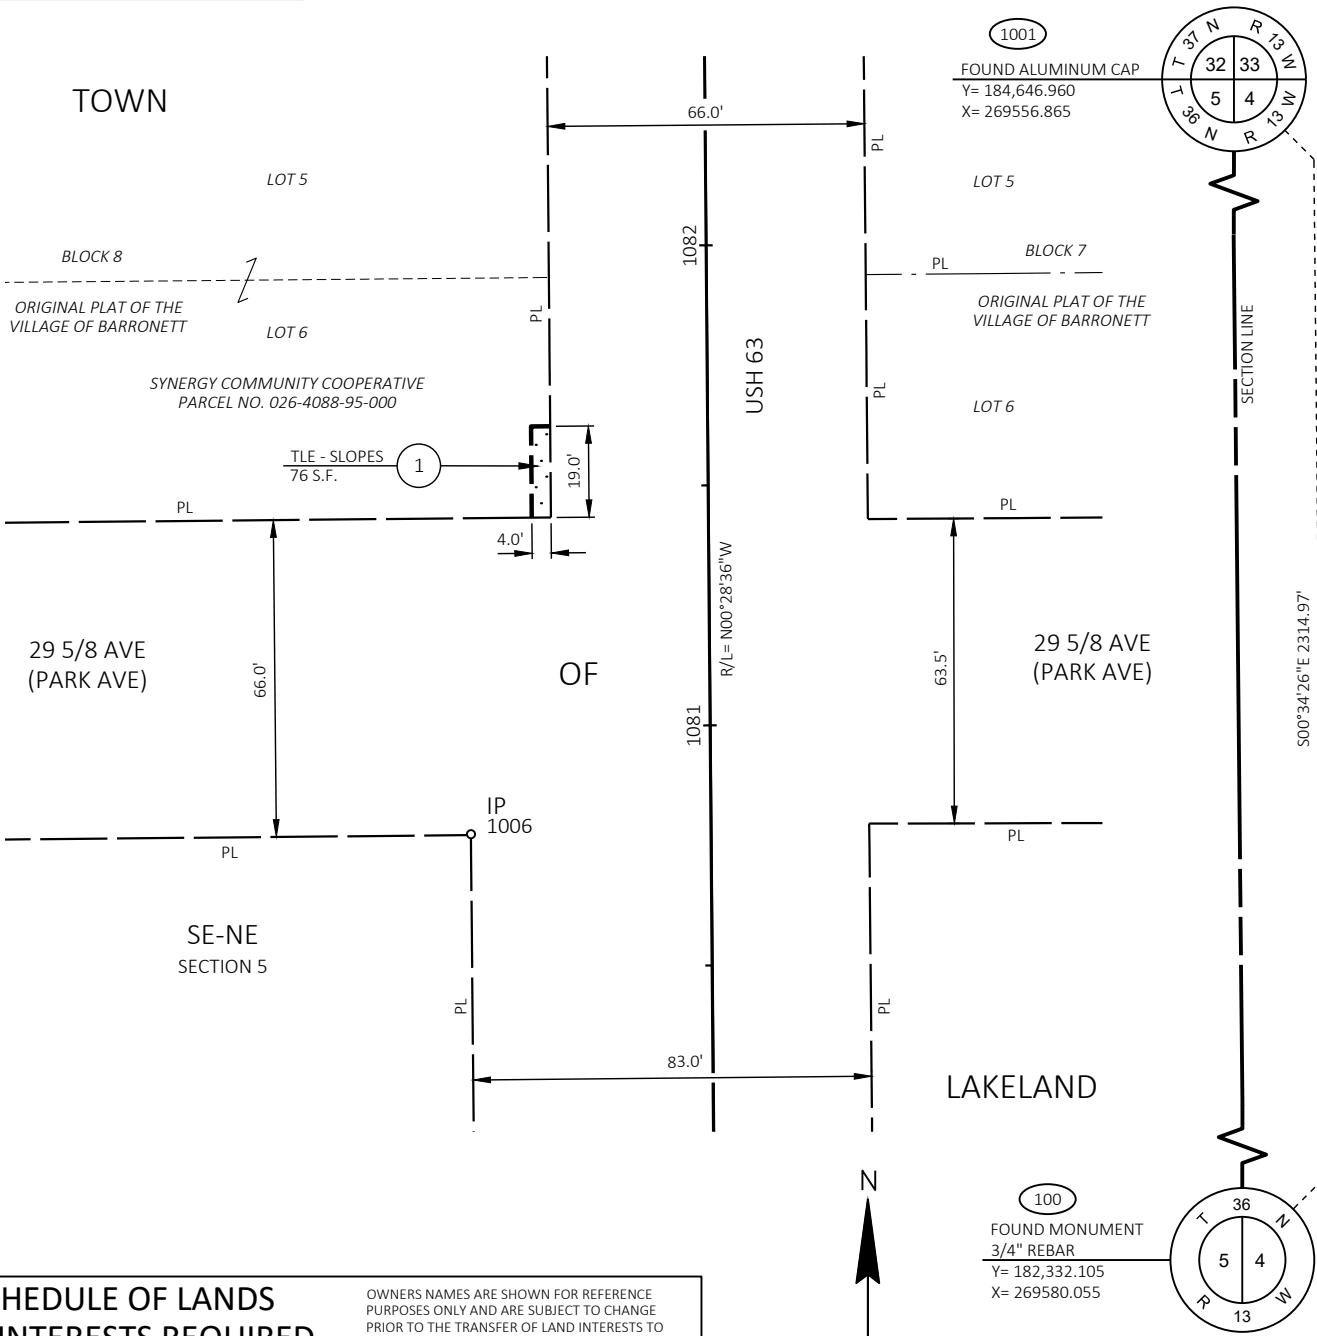 TOWN
1001
FOUND ALUMINUM CAP
Y= 184,646.960
X= 269556.865
T 37 N R 13 W
32 33
5 4
T 36 N R 13 W
66.0'
PL
LOT 5
LOT 5
1082
BLOCK 8
BLOCK 7
PL
ORIGINAL PLAT OF THE
VILLAGE OF BARRONETT
LOT 6
PL
ORIGINAL PLAT OF THE
VILLAGE OF BARRONETT
USH 63
SECTION LINE
SYNERGY COMMUNITY COOPERATIVE
PARCEL NO. 026-4088-95-000
PL
LOT 6
TLE - SLOPES
76 S.F.
1
19.0'
PL
PL
4.0'
R/L= N00°28'36"W
29 5/8 AVE
(PARK AVE)
66.0'
OF
63.5'
29 5/8 AVE
(PARK AVE)
S00°34'26"E 2314.97'
1081
IP
1006
PL
PL
SE-NE
SECTION 5
PL
PL
83.0'
LAKELAND
N
100
FOUND MONUMENT
3/4" REBAR
Y= 182,332.105
X= 269580.055
T 36 N
5 4
R 13 W
HEDULE OF LANDS
INTERESTS REQUIRED
OWNERS NAMES ARE SHOWN FOR REFERENCE
PURPOSES ONLY AND ARE SUBJECT TO CHANGE
PRIOR TO THE TRANSFER OF LAND INTERESTS TO